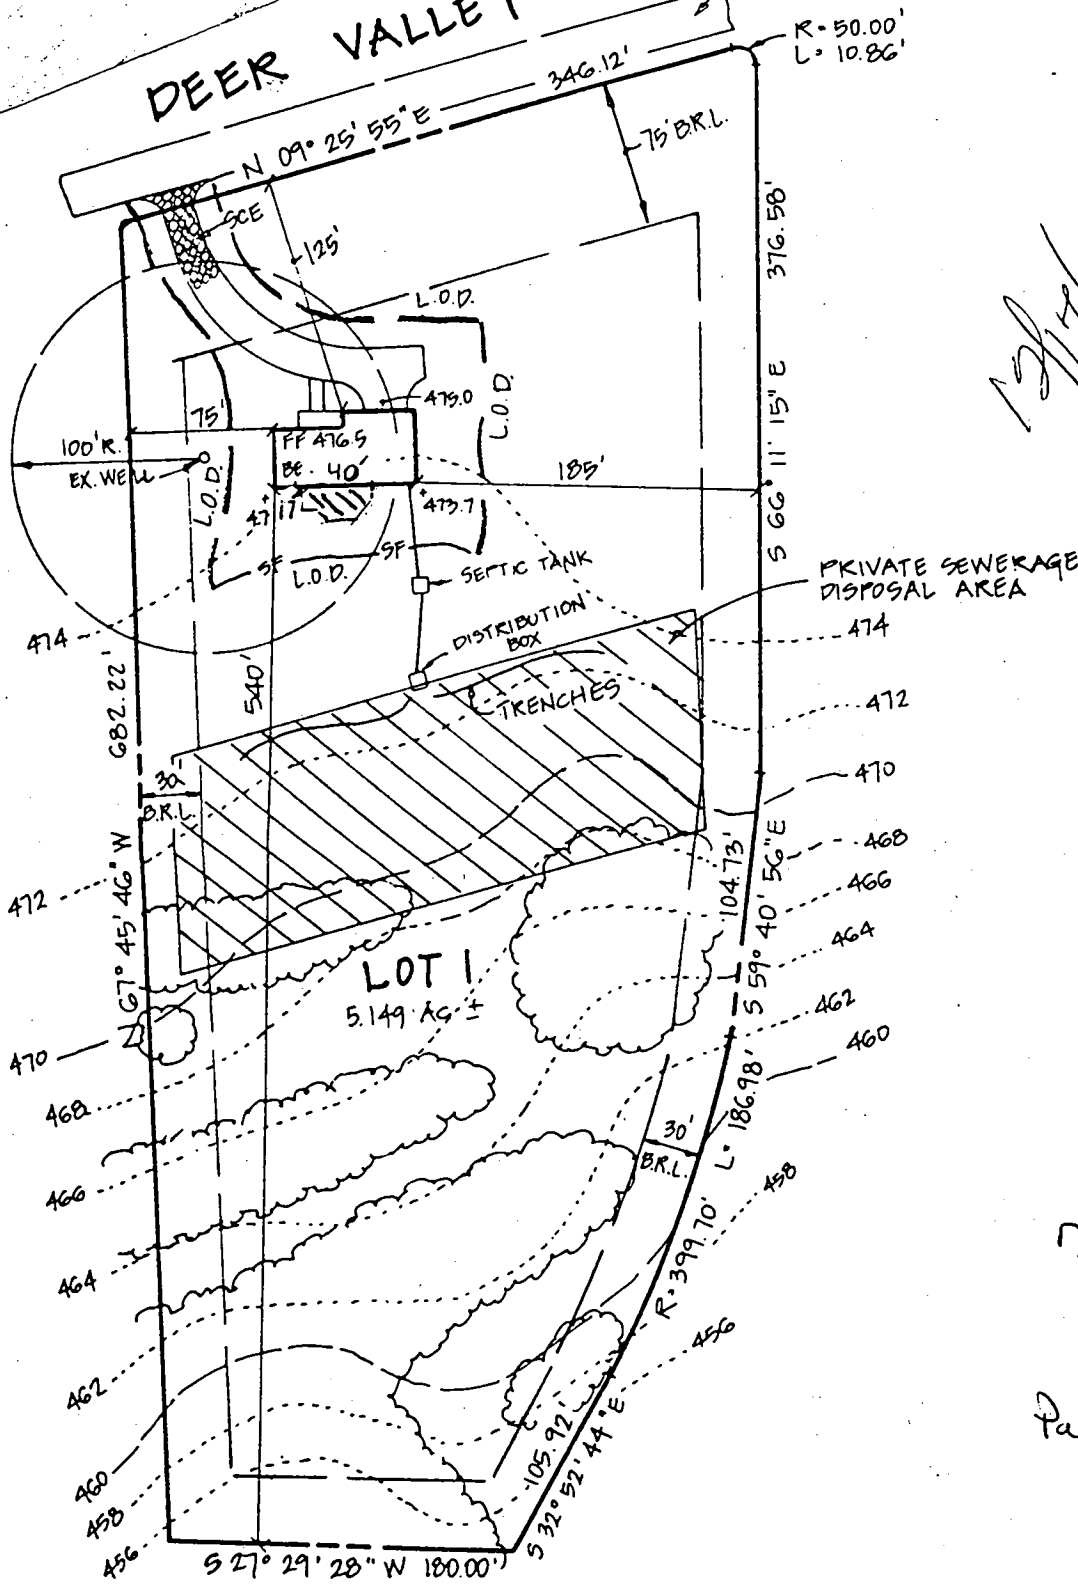 DEER VALLEY
R = 50.00'
L = 10.86'
346.12'
N 09° 25' 55" E
75' B.R.L.
SCE
125'
376.58'
L.O.D.
S 66° 11' 15" E
L.O.D.
475.0
75'
FF 476.5
100' R.
EX. WELL
BE.
40'
185'
L.O.D.
17
473.7
SF
SF
L.O.D.
SEPTIC TANK
PRIVATE SEWERAGE
DISPOSAL AREA
DISTRIBUTION
BOX
474
474
540'
TRENCHES
682.22'
472
30'
B.R.L.
470
468
104.73'
472
466
S 59° 40' 56" E
464
N 67° 45' 46" W
LOT 1
5.149 AC ±
462
470
460
468
L = 186.98'
30'
B.R.L.
466
458
R = 399.70'
464
456
462
105.92'
S 32° 52' 44" E
460
458
456
S 27° 29' 28" W 180.00'